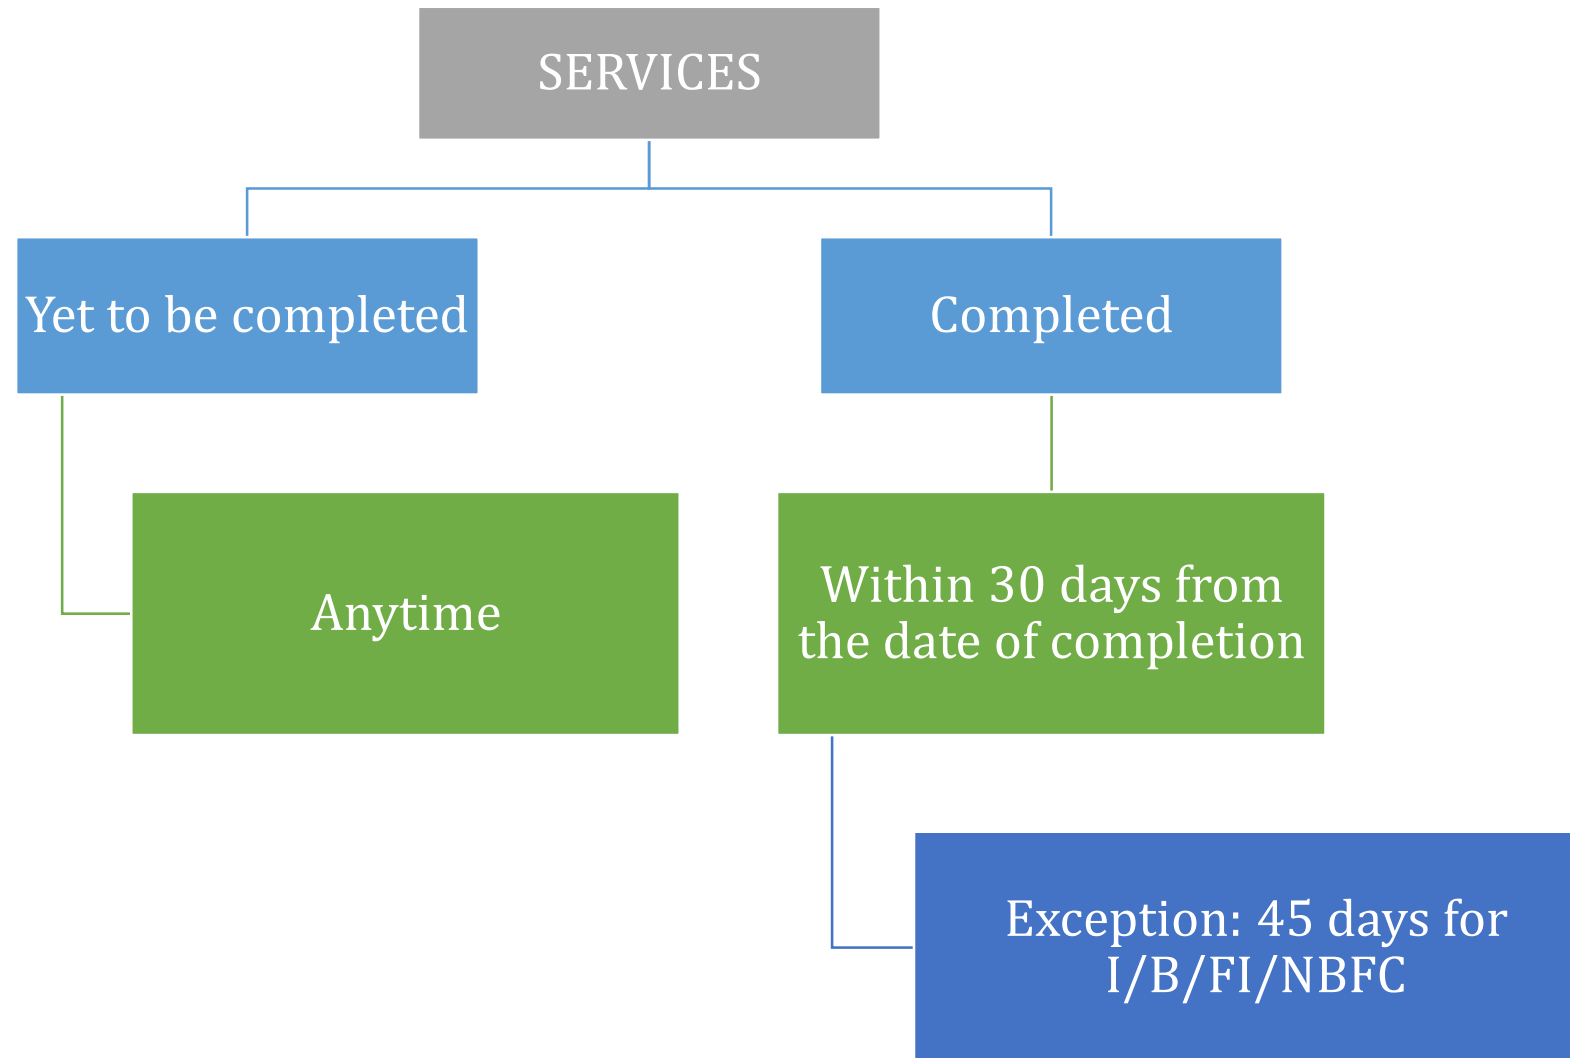 SERVICES
Yet to be completed
Completed
Anytime
Within 30 days from
the date of completion
Exception: 45 days for
I/B/FI/NBFC